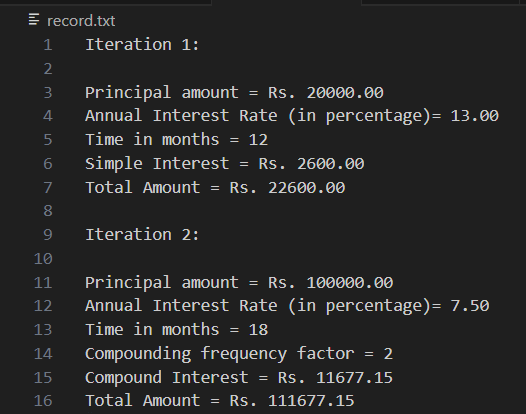 record.txt
1 Iteration 1:
2
3 Principal amount = Rs. 20000.00
4 Annual Interest Rate (in percentage)= 13.00
5 Time in months = 12
6 Simple Interest = Rs. 2600.00
7 Total Amount = Rs. 22600.00
8
9 Iteration 2:
10
11 Principal amount = Rs. 100000.00
12 Annual Interest Rate (in percentage)= 7.50
13 Time in months = 18
14 Compounding frequency factor = 2
15 Compound Interest = Rs. 11677.15
16 Total Amount = Rs. 111677.15